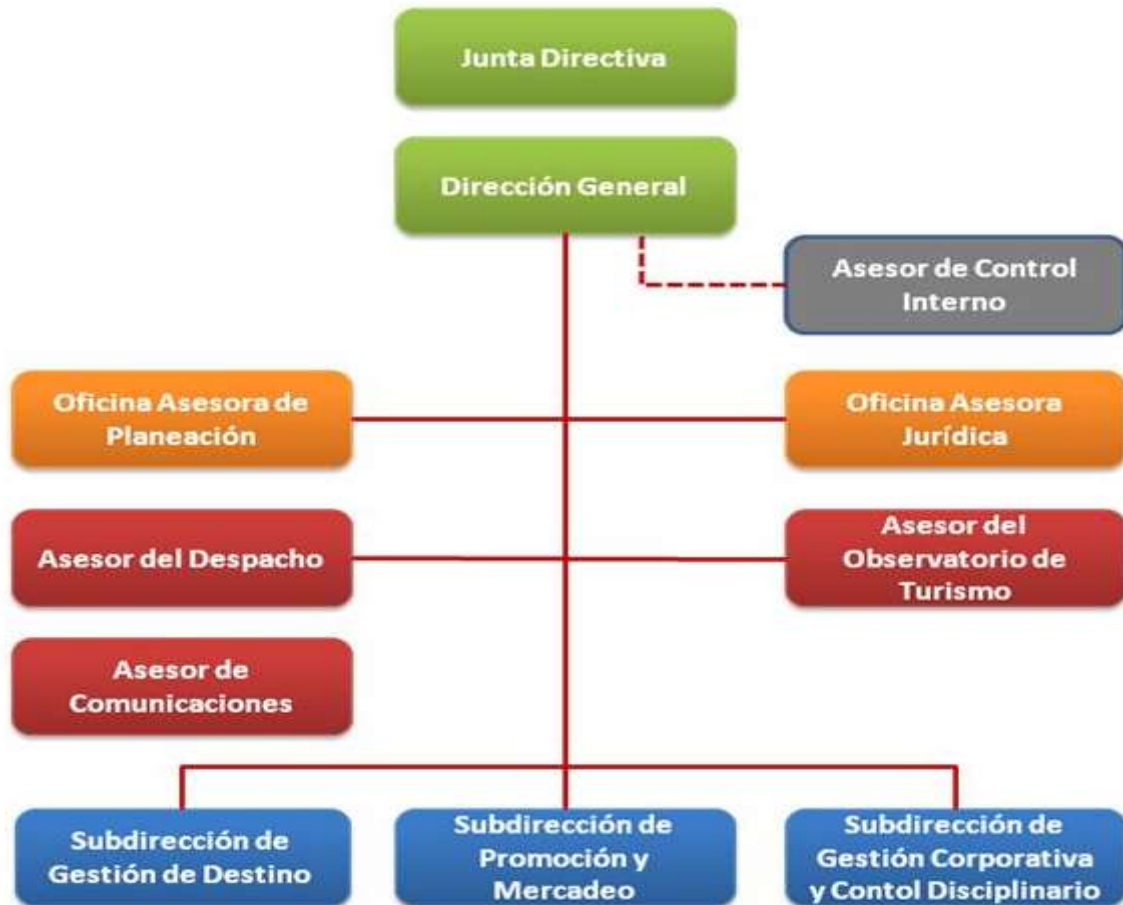 Junta Directiva
Dirección General
Asesor de Control
Interno
Oficina Asesora de
Planeación
Oficina Asesora
Jurídica
Asesor del Despacho
Asesor del
Observatorio de
Turismo
Asesor de
Comunicaciones
Subdirección de
Gestión de Destino
Subdirección de
Promoción y
Mercadeo
Subdirección de
Gestión Corporativa
y Contol Disciplinario